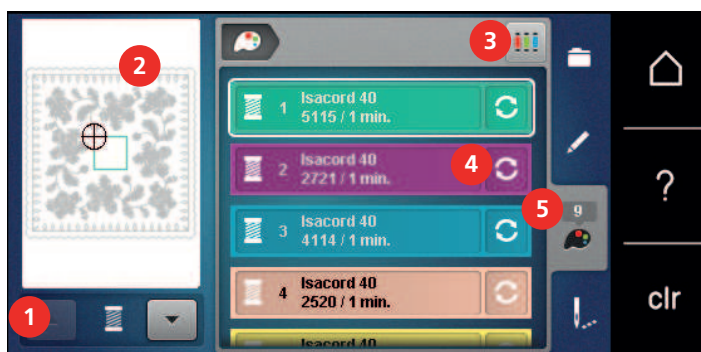 2
3
1
Isacord 40
5115 / 1 min.
2
Isacord 40
2721 / 1 min.
4
5
9
3
Isacord 40
4114 / 1 min.
4
Isacord 40
2520 / 1 min.
Isacord 40
1
?
clr